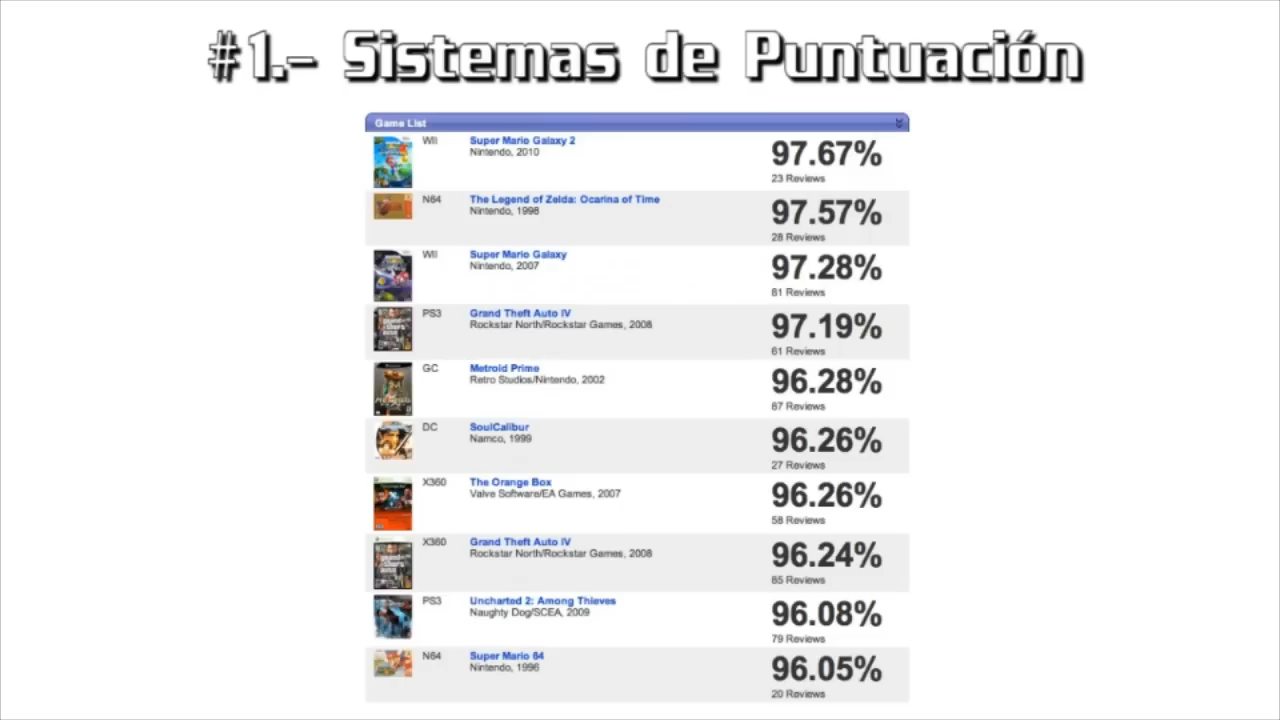 #1.- Sistemas de Puntuación
Game List
WII Super Mario Galaxy 2 97.67%
Nintendo, 2010
23 Reviews
N64 The Legend of Zelda: Ocarina of Time 97.57%
Nintendo, 1998
28 Reviews
WII Super Mario Galaxy 97.28%
Nintendo, 2007
81 Reviews
PS3 Grand Theft Auto IV 97.19%
Rockstar North/Rockstar Games, 2008
61 Reviews
GC Metroid Prime 96.28%
Retro Studios/Nintendo, 2002
67 Reviews
DC SoulCalibur 96.26%
Namco, 1999
27 Reviews
X360 The Orange Box 96.26%
Valve Software/EA Games, 2007
58 Reviews
X360 Grand Theft Auto IV 96.24%
Rockstar North/Rockstar Games, 2008
85 Reviews
PS3 Uncharted 2: Among Thieves 96.08%
Naughty Dog/SCEA, 2009
79 Reviews
N64 Super Mario 64 96.05%
Nintendo, 1996
20 Reviews